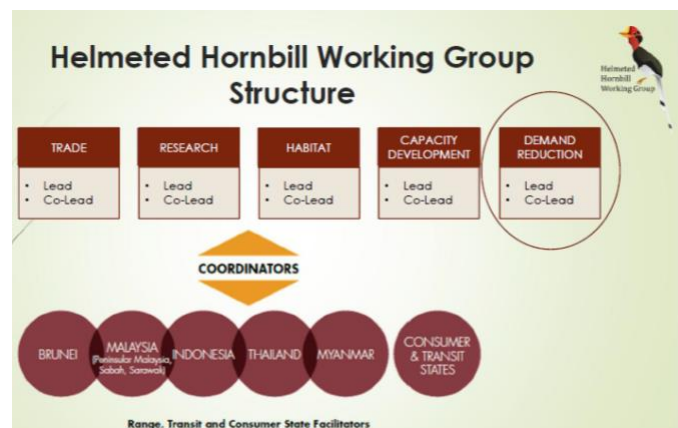 Helmeted Hornbill Working Group
Structure
Helmeted
Hornbill
Working Group
TRADE
• Lead
• Co-Lead
RESEARCH
• Lead
• Co-Lead
HABITAT
• Lead
• Co-Lead
CAPACITY
DEVELOPMENT
• Lead
• Co-Lead
DEMAND
REDUCTION
• Lead
• Co-Lead
COORDINATORS
BRUNEI
MALAYSIA
(Peninsular Malaysia,
Sabah, Sarawak)
INDONESIA
THAILAND
MYANMAR
CONSUMER
& TRANSIT
STATES
Range, Transit and Consumer State Facilitators